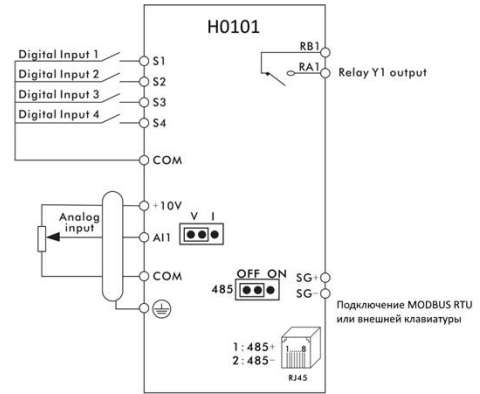 H0101
RB1
RA1
Relay Y1 output
Digital Input 1
S1
Digital Input 2
S2
Digital Input 3
S3
Digital Input 4
S4
COM
+10V
V I
Analog
input
AI1
COM
OFF ON
485
SG+
SG-
Подключение MODBUS RTU
или внешней клавиатуры
1:485+
2:485-
1 8
RJ45